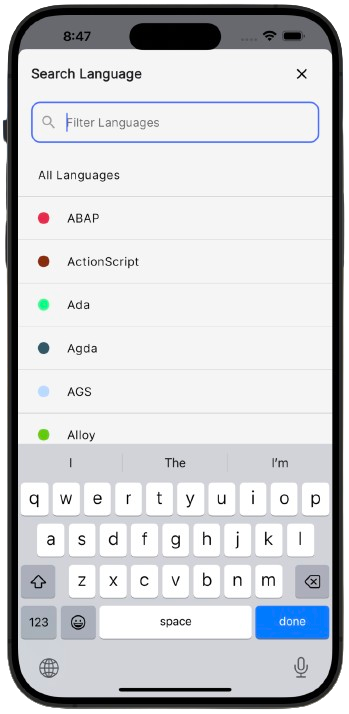 8:47
Search Language
Filter Languages
All Languages
ABAP
ActionScript
Ada
Agda
AGS
Alloy
I The I'm
q w e r t y u i o p
a s d f g h j k l
z x c v b n m
123 space done